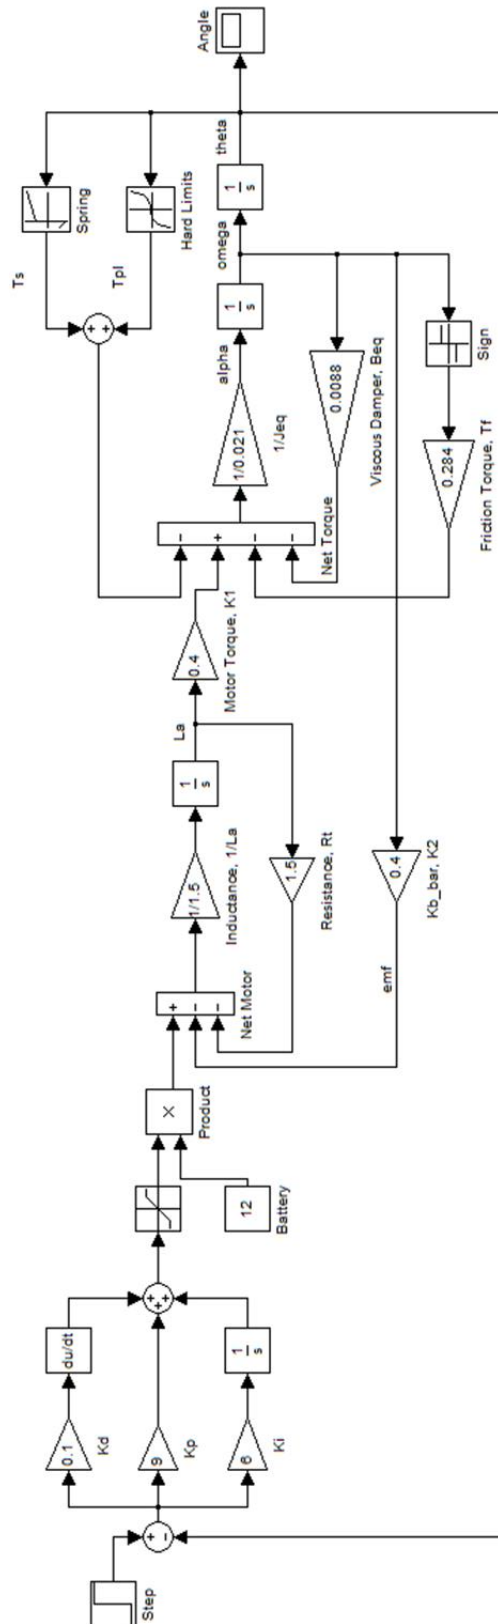 Step
+
−
0.1
Kd
du/dt
9
Kp
6
Ki
1
s
+
+
+
12
Battery
×
Product
+
−
−
Net Motor
1/1.5
Inductance, 1/La
1
s
La
1.5
Resistance, Rt
0.4
Motor Torque, K1
emf
0.4
Kb_bar, K2
−
+
−
−
Net Torque
1/0.021
1/Jeq
alpha
1
s
omega
1
s
theta
Angle
Ts
Spring
Tpl
Hard Limits
+
+
0.0088
Viscous Damper, Beq
Sign
0.284
Friction Torque, Tf